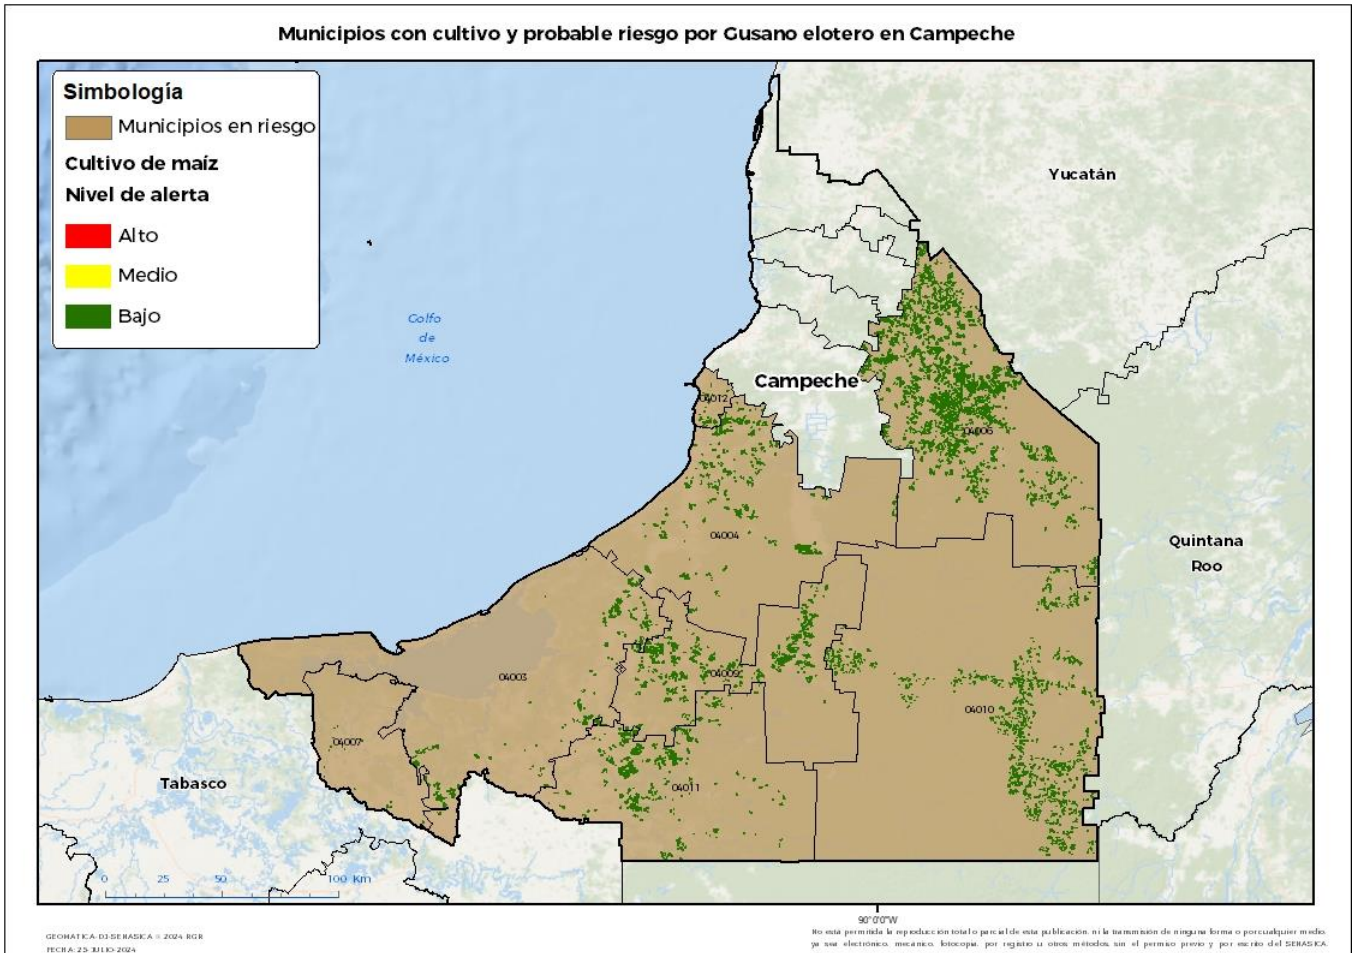 Municipios con cultivo y probable riesgo por Gusano elotero en Campeche
Simbología
Municipios en riesgo
Cultivo de maíz
Nivel de alerta
Alto
Medio
Bajo
Yucatán
Golfo
de
México
Campeche
04012
04006
04004
Quintana
Roo
04003
04009
04010
04007
Tabasco
04011
0 25 50 100 Km
90°0'0"W
GEOMATICA-DJ-SENASICA © 2024 RGR
FECHA: 25-JULIO-2024
No está permitida la reproducción total o parcial de esta publicación, ni la transmisión de ninguna forma o por cualquier medio,
ya sea electrónico, mecánico, fotocopia, por registro u otros métodos, sin el permiso previo y por escrito del SENASICA.